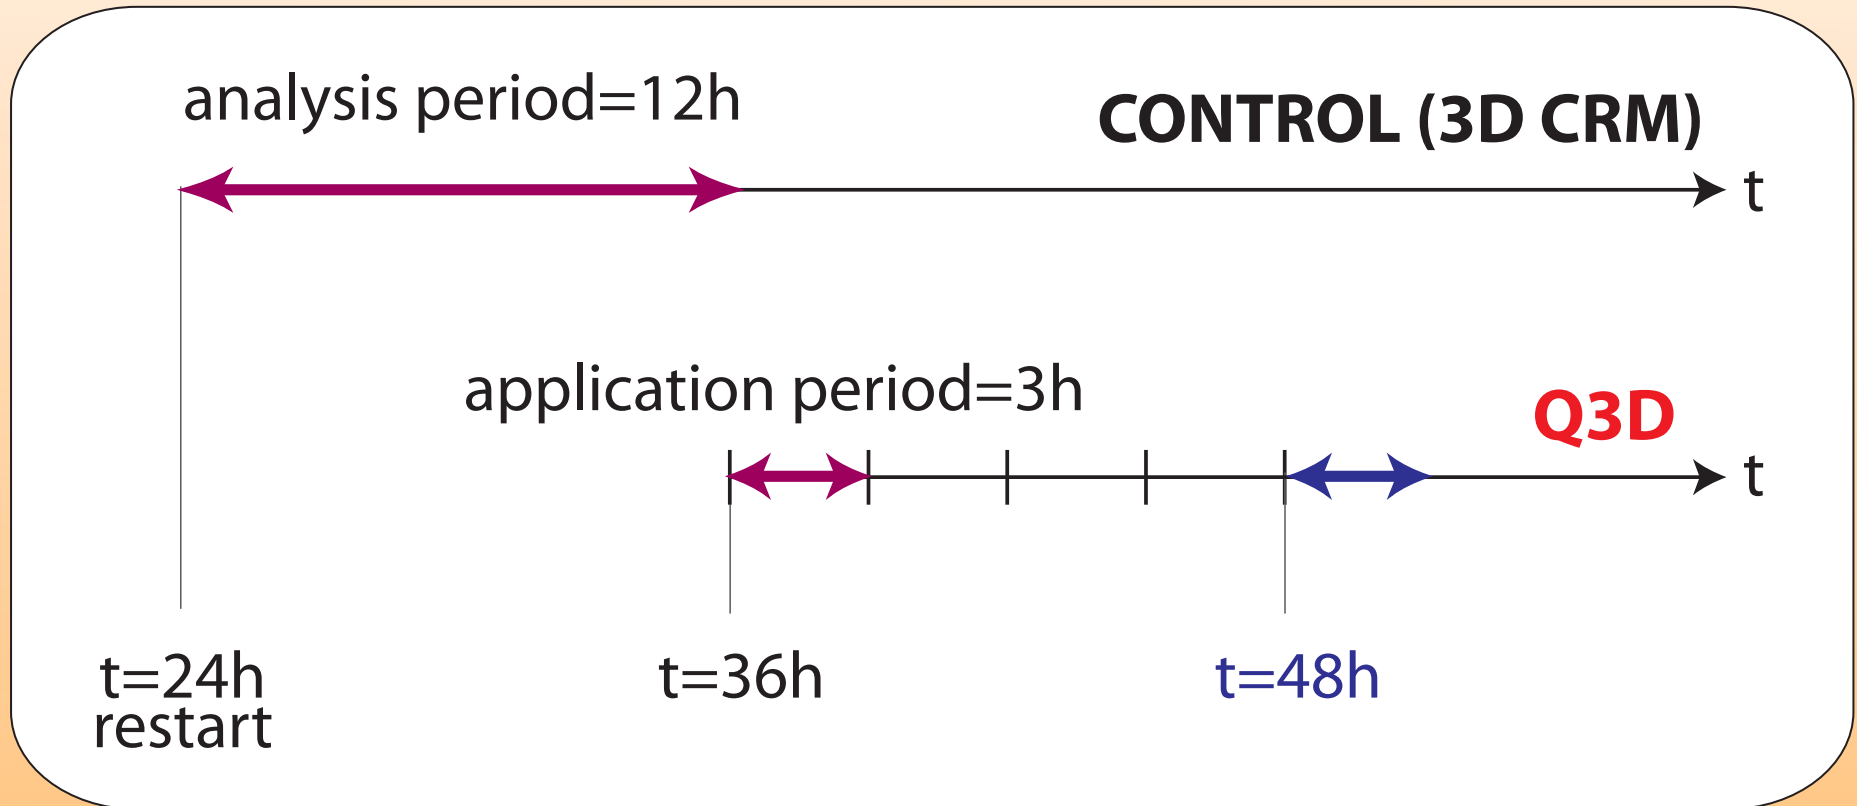 analysis period=12h
CONTROL (3D CRM)
t
application period=3h
Q3D
t
t=24h
restart
t=36h
t=48h